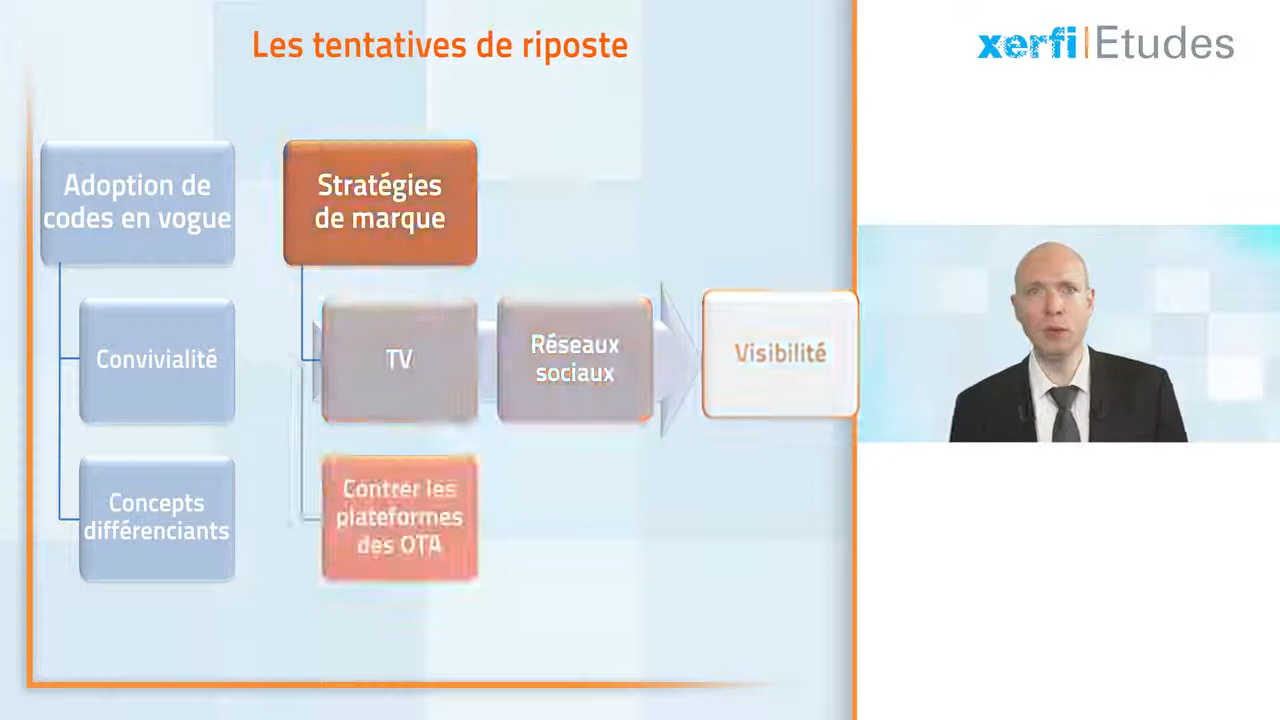 Les tentatives de riposte
xerfi Etudes
Adoption de
codes en vogue
Stratégies
de marque
Convivialité
TV
Réseaux
sociaux
Visibilité
Concepts
différenciants
Contrer les
plateformes
des OTA